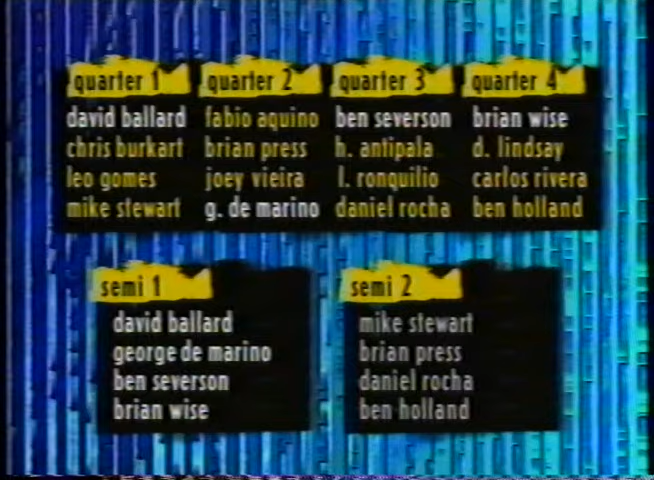 quarter 1
david ballard
chris burkart
leo gomes
mike stewart
quarter 2
fabio aquino
brian press
joey vieira
g. de marino
quarter 3
ben severson
h. antipala
l. ronquilio
daniel rocha
quarter 4
brian wise
d. lindsay
carlos rivera
ben holland
semi 1
david ballard
george de marino
ben severson
brian wise
semi 2
mike stewart
brian press
daniel rocha
ben holland